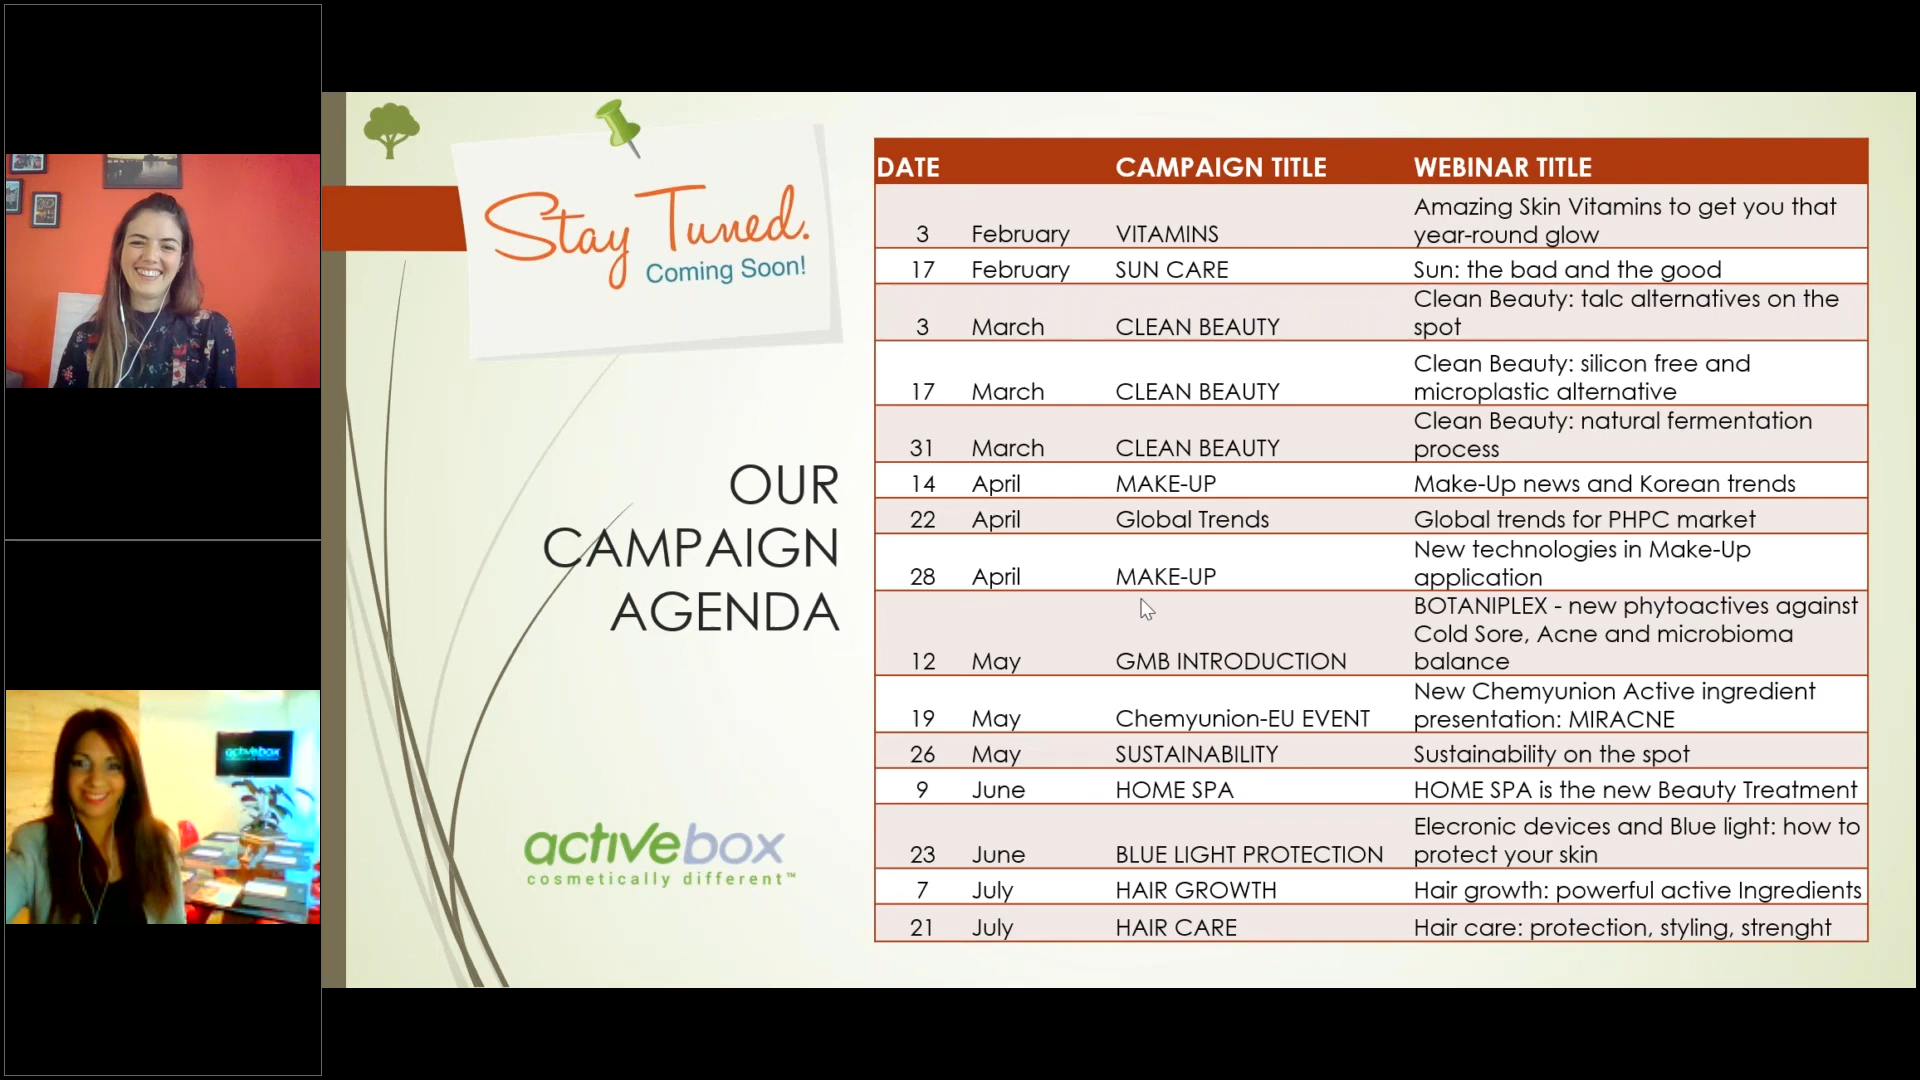 Stay Tuned.
Coming Soon!
OUR
CAMPAIGN
AGENDA
activebox
cosmetically different™
DATE CAMPAIGN TITLE WEBINAR TITLE
3 February VITAMINS Amazing Skin Vitamins to get you that
year-round glow
17 February SUN CARE Sun: the bad and the good
3 March CLEAN BEAUTY Clean Beauty: talc alternatives on the
spot
17 March CLEAN BEAUTY Clean Beauty: silicon free and
microplastic alternative
31 March CLEAN BEAUTY Clean Beauty: natural fermentation
process
14 April MAKE-UP Make-Up news and Korean trends
22 April Global Trends Global trends for PHPC market
28 April MAKE-UP New technologies in Make-Up
application
12 May GMB INTRODUCTION BOTANIPLEX - new phytoactives against
Cold Sore, Acne and microbioma
balance
19 May Chemyunion-EU EVENT New Chemyunion Active ingredient
presentation: MIRACNE
26 May SUSTAINABILITY Sustainability on the spot
9 June HOME SPA HOME SPA is the new Beauty Treatment
23 June BLUE LIGHT PROTECTION Elecronic devices and Blue light: how to
protect your skin
7 July HAIR GROWTH Hair growth: powerful active Ingredients
21 July HAIR CARE Hair care: protection, styling, strenght
activebox